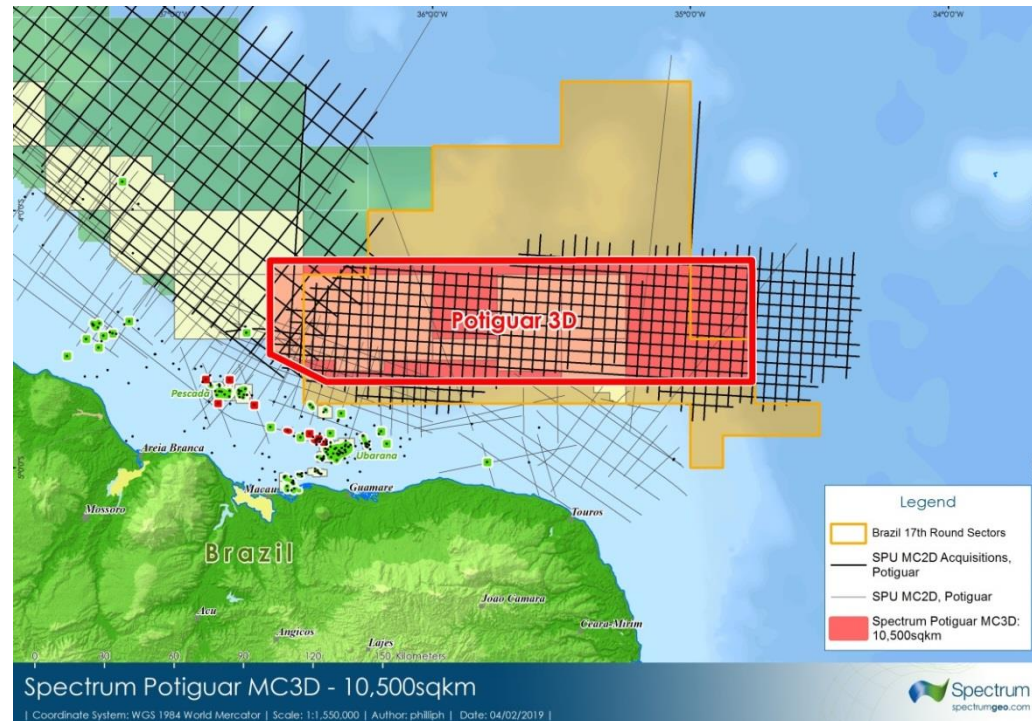 36°0'0"W 35°0'0"W 34°0'0"W
4°0'0"S
Potiguar 3D
Pescada
Ubarana
5°0'0"S
Areia Branca
Macau
Guamare
Mossoro
Touros
Brazil
Joao Camara
Acu
Ceara-Mirim
Angicos
Lajes
0 30 60 90 120 150 Kilometers
Legend
Brazil 17th Round Sectors
SPU MC2D Acquisitions,
Potiguar
SPU MC2D, Potiguar
Spectrum Potiguar MC3D:
10,500sqkm
Spectrum Potiguar MC3D - 10,500sqkm
| Coordinate System: WGS 1984 World Mercator | Scale: 1:1,550,000 | Author: philliph | Date: 04/02/2019 |
Spectrum
spectrumgeo.com